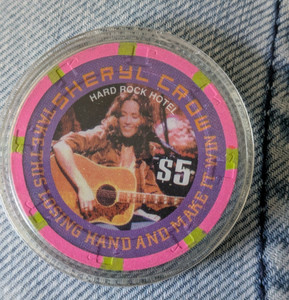 SHERYL CROW
HARD ROCK HOTEL
$5
TAKE THIS LOSING HAND AND MAKE IT WIN